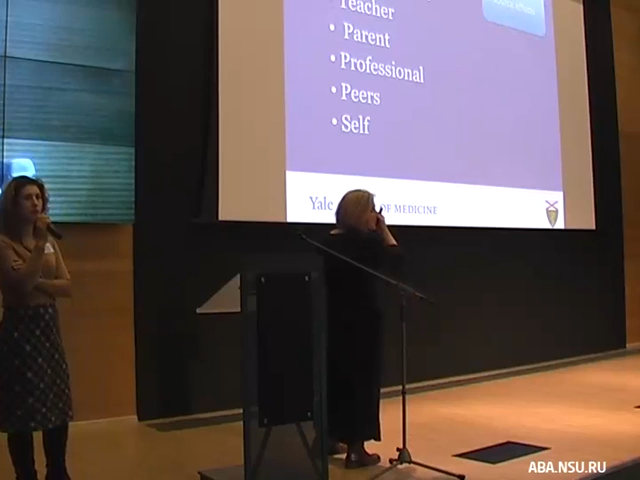 Teacher
• Parent
• Professional
• Peers
• Self
Yale OF MEDICINE
ABA.NSU.RU